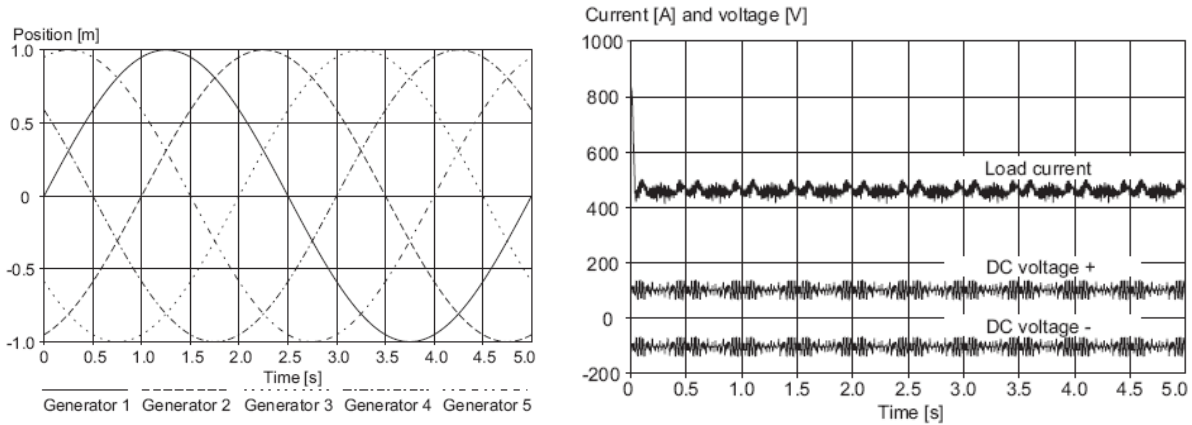 Position [m]
1.0
0.5
0
-0.5
-1.0
0 0.5 1.0 1.5 2.0 2.5 3.0 3.5 4.0 4.5 5.0
Time [s]
Generator 1 Generator 2 Generator 3 Generator 4 Generator 5
Current [A] and voltage [V]
1000
800
600
Load current
400
200
DC voltage +
0
DC voltage -
-200
0 0.5 1.0 1.5 2.0 2.5 3.0 3.5 4.0 4.5 5.0
Time [s]